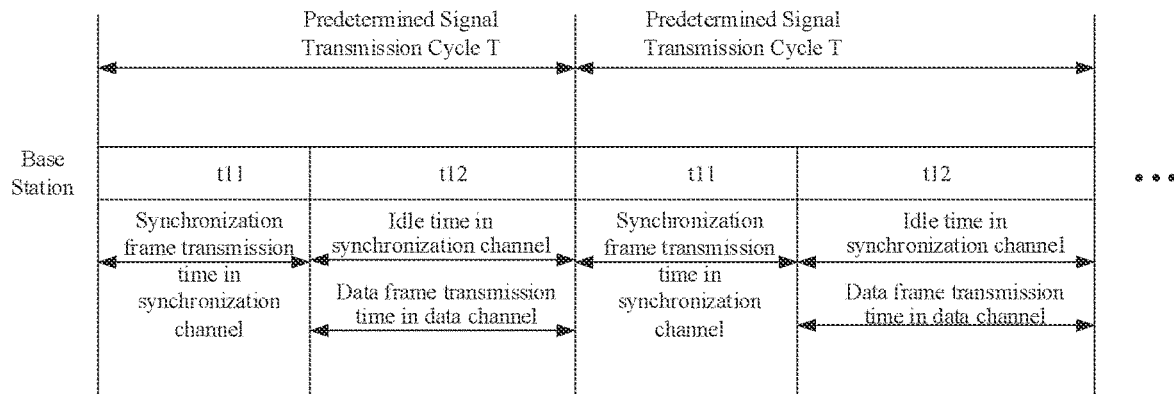 Predetermined Signal
Transmission Cycle T
Predetermined Signal
Transmission Cycle T
Base
Station
t11
t12
t11
t12
...
Synchronization
frame transmission
time in
synchronization
channel
Idle time in
synchronization channel
Data frame transmission
time in data channel
Synchronization
frame transmission
time in
synchronization
channel
Idle time in
synchronization channel
Data frame transmission
time in data channel